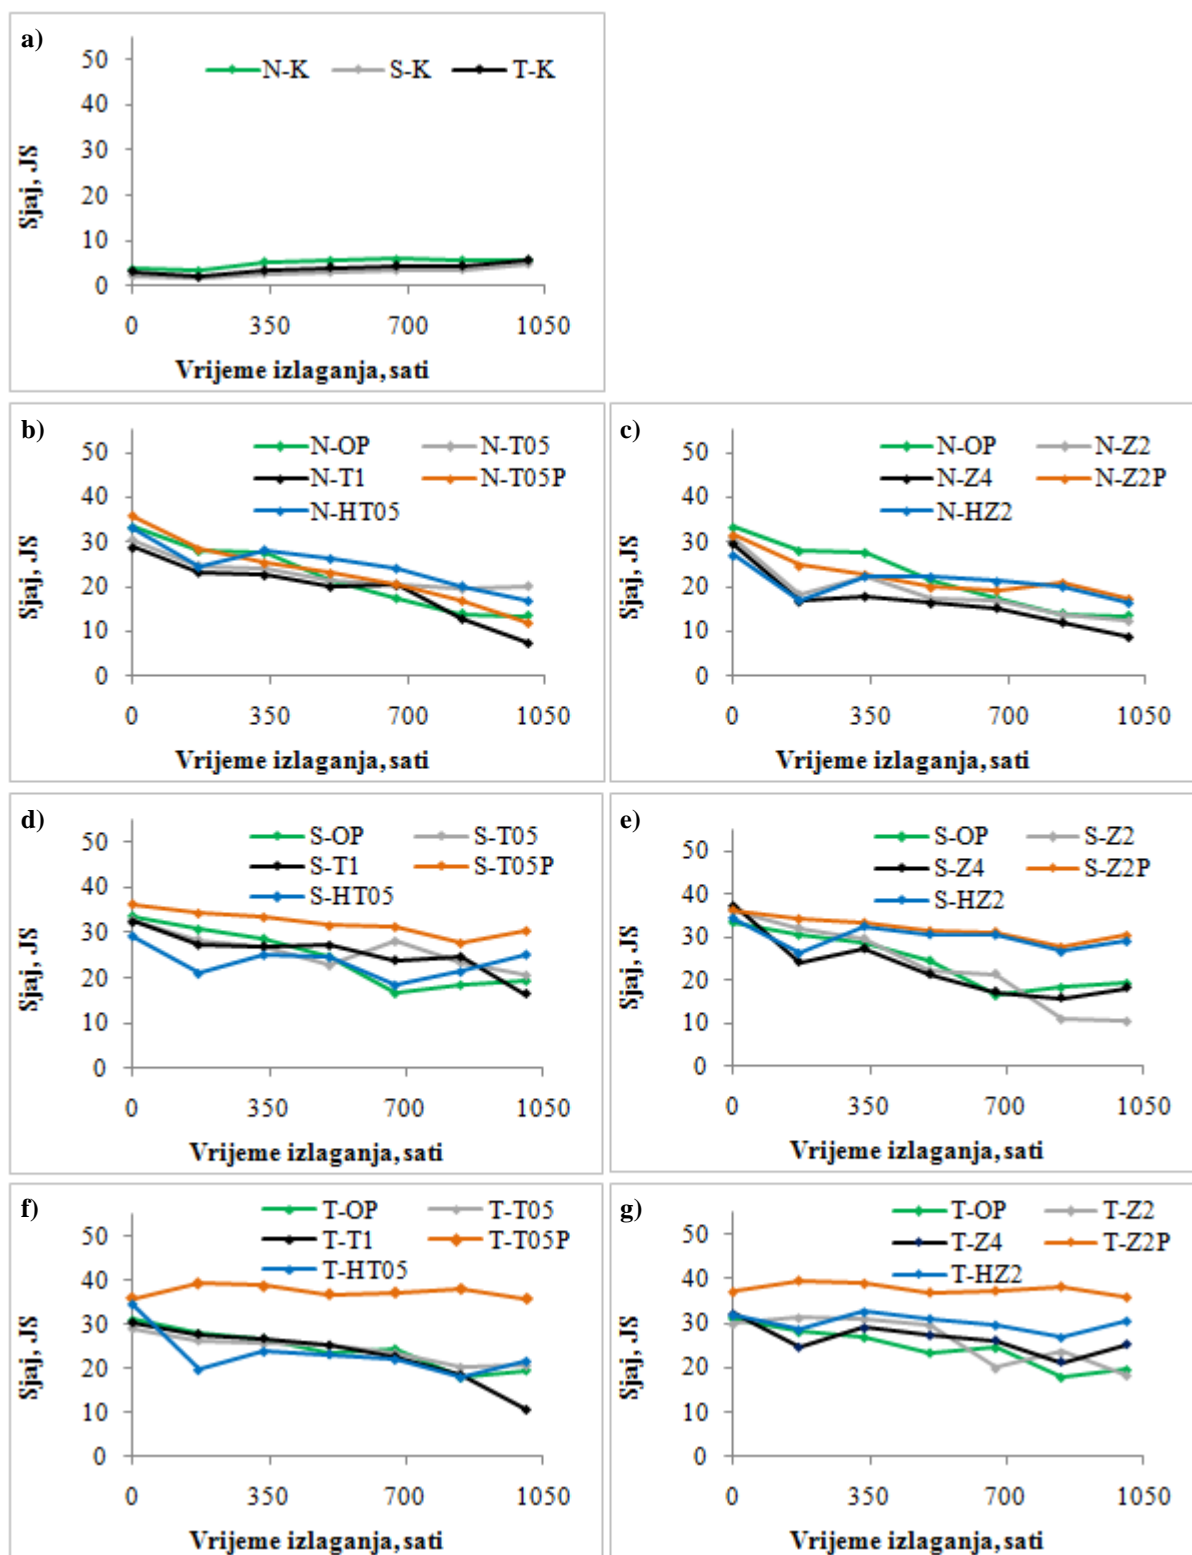 a)
N-K S-K T-K
50
40
30
20
10
0
Sjaj, JS
0 350 700 1050
Vrijeme izlaganja, sati
b)
N-OP N-T05
N-T1 N-T05P
N-HT05
50
40
30
20
10
0
Sjaj, JS
0 350 700 1050
Vrijeme izlaganja, sati
c)
N-OP N-Z2
N-Z4 N-Z2P
N-HZ2
50
40
30
20
10
0
Sjaj, JS
0 350 700 1050
Vrijeme izlaganja, sati
d)
S-OP S-T05
S-T1 S-T05P
S-HT05
50
40
30
20
10
0
Sjaj, JS
0 350 700 1050
Vrijeme izlaganja, sati
e)
S-OP S-Z2
S-Z4 S-Z2P
S-HZ2
50
40
30
20
10
0
Sjaj, JS
0 350 700 1050
Vrijeme izlaganja, sati
f)
T-OP T-T05
T-T1 T-T05P
T-HT05
50
40
30
20
10
0
Sjaj, JS
0 350 700 1050
Vrijeme izlaganja, sati
g)
T-OP T-Z2
T-Z4 T-Z2P
T-HZ2
50
40
30
20
10
0
Sjaj, JS
0 350 700 1050
Vrijeme izlaganja, sati